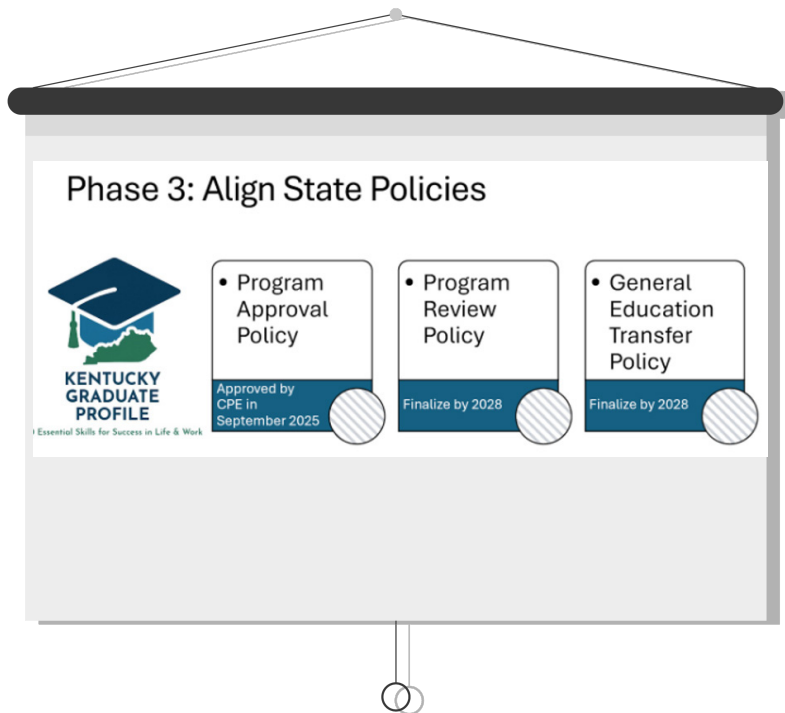 Phase 3: Align State Policies
KENTUCKY
GRADUATE
PROFILE
Essential Skills for Success in Life & Work
• Program
Approval
Policy
Approved by
CPE in
September 2025
• Program
Review
Policy
Finalize by 2028
• General
Education
Transfer
Policy
Finalize by 2028